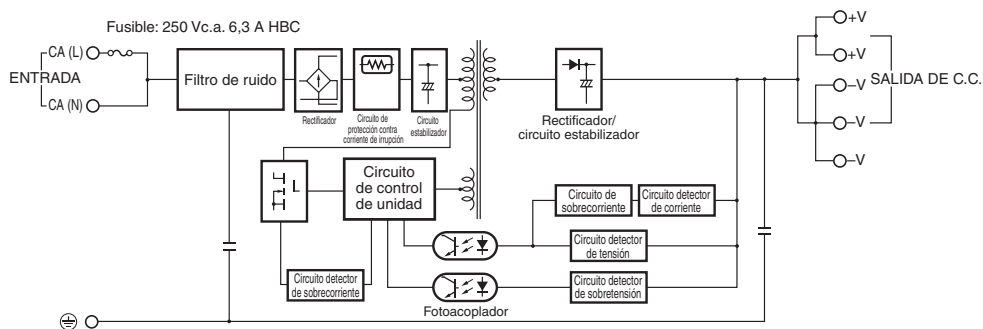 Fusible: 250 Vc.a. 6,3 A HBC
CA (L)
ENTRADA
CA (N)
Filtro de ruido
Rectificador
Circuito de
protección contra
corriente de irrupción
Circuito
estabilizador
Rectificador/
circuito estabilizador
+V
+V
–V
–V
–V
SALIDA DE C.C.
Circuito
de control
de unidad
Circuito de
sobrecorriente
Circuito detector
de corriente
Circuito detector
de tensión
Circuito detector
de sobrecorriente
Circuito detector
de sobretensión
Fotoacoplador